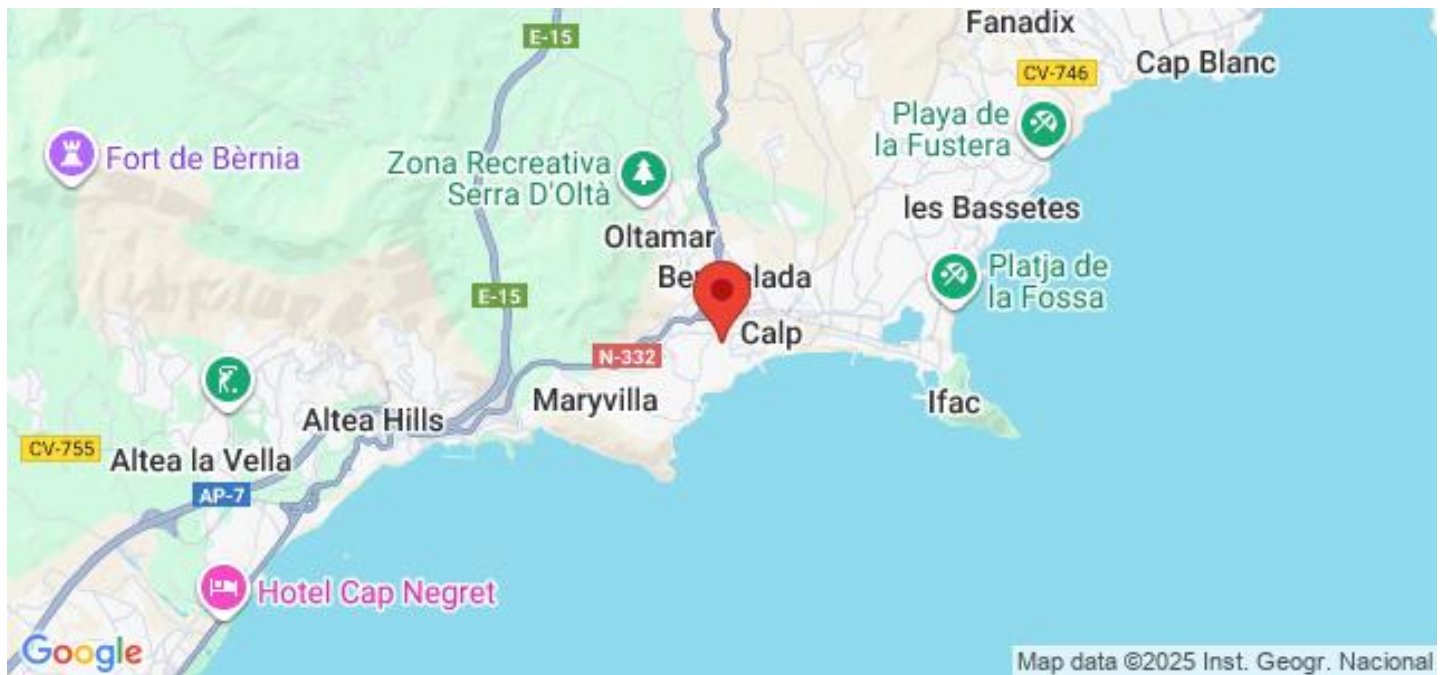 Fanadix
E-15
Cap Blanc
CV-746
Playa de
la Fustera
Fort de Bèrnia
Zona Recreativa
Serra D'Oltà
les Bassetes
Oltamar
Platja de
la Fossa
E-15
Calp
N-332
Maryvilla
Ifac
Altea Hills
CV-755
Altea la Vella
AP-7
Hotel Cap Negret
Google
Map data ©2025 Inst. Geogr. Nacional